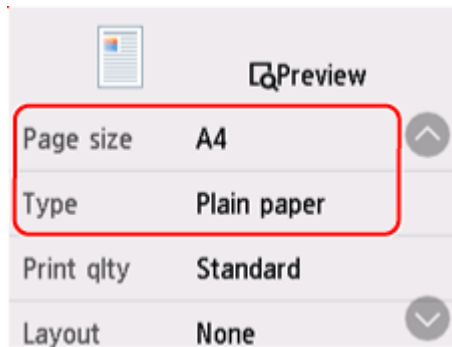 Preview
Page size A4
Type Plain paper
Print qlty Standard
Layout None